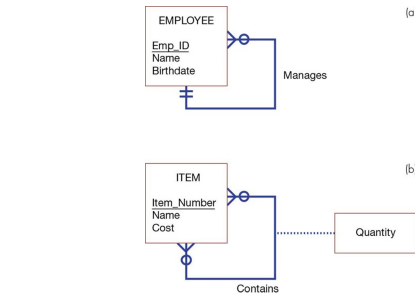 (a
EMPLOYEE
Emp_ID
Name
Birthdate
Manages
(b
ITEM
Item_Number
Name
Cost
Quantity
Contains